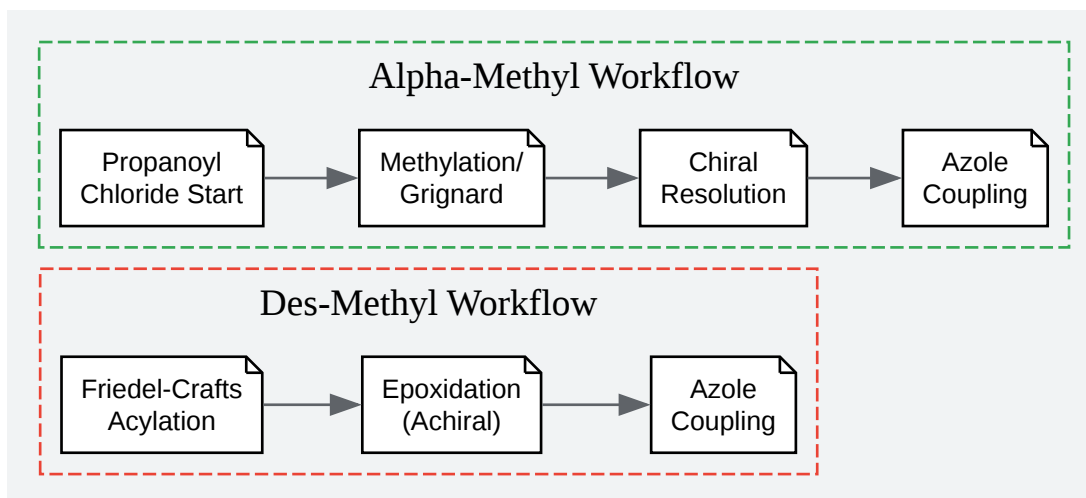 Alpha-Methyl Workflow
Propanoyl
Chloride Start
Methylation/
Grignard
Chiral
Resolution
Azole
Coupling
Des-Methyl Workflow
Friedel-Crafts
Acylation
Epoxidation
(Achiral)
Azole
Coupling